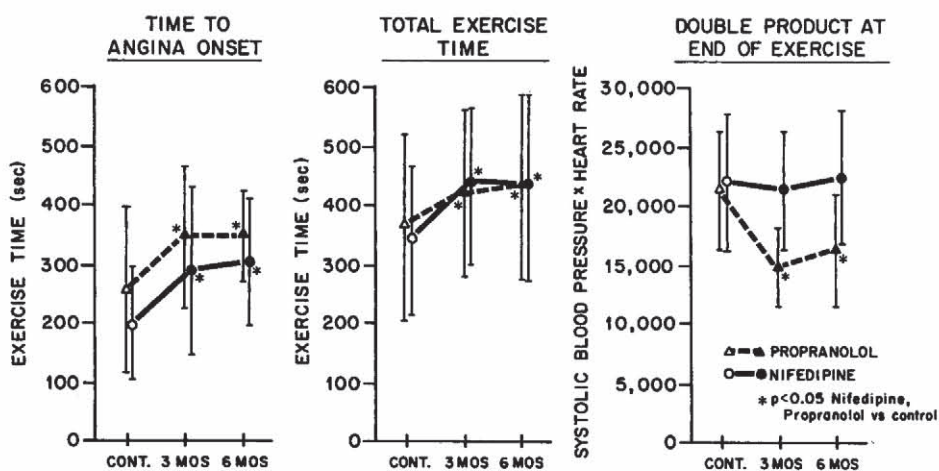 TIME TO
ANGINA ONSET
EXERCISE TIME (sec)
600
500
400
300
200
100
0
CONT. 3 MOS 6 MOS
TOTAL EXERCISE
TIME
EXERCISE TIME (sec)
600
500
400
300
200
100
0
CONT. 3 MOS 6 MOS
DOUBLE PRODUCT AT
END OF EXERCISE
SYSTOLIC BLOOD PRESSURE × HEART RATE
30,000
25,000
20,000
15,000
10,000
5,000
0
CONT. 3 MOS 6 MOS
PROPRANOLOL
NIFEDIPINE
* p<0.05 Nifedipine,
Propranolol vs control